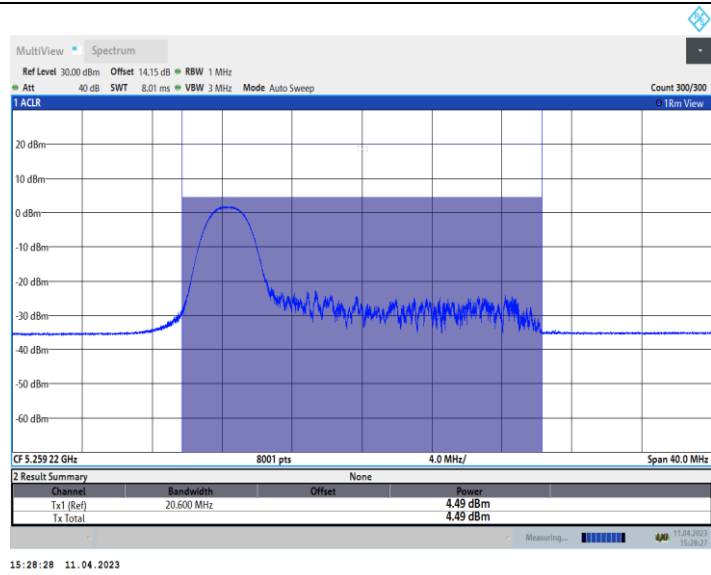 MultiView Spectrum
Ref Level 30.00 dBm Offset 14.15 dB RBW 1 MHz
Att 40 dB SWT 8.01 ms VBW 3 MHz Mode Auto Sweep Count 300/300
1 ACLR 1Rm View
20 dBm
10 dBm
0 dBm
-10 dBm
-20 dBm
-30 dBm
-40 dBm
-50 dBm
-60 dBm
CF 5.259 22 GHz 8001 pts 4.0 MHz/ Span 40.0 MHz
2 Result Summary None
Channel Bandwidth Offset Power
Tx1 (Ref) 20.600 MHz 4.49 dBm
Tx Total 4.49 dBm
Measuring... 11.04.2023
15:28:27
15:28:28 11.04.2023